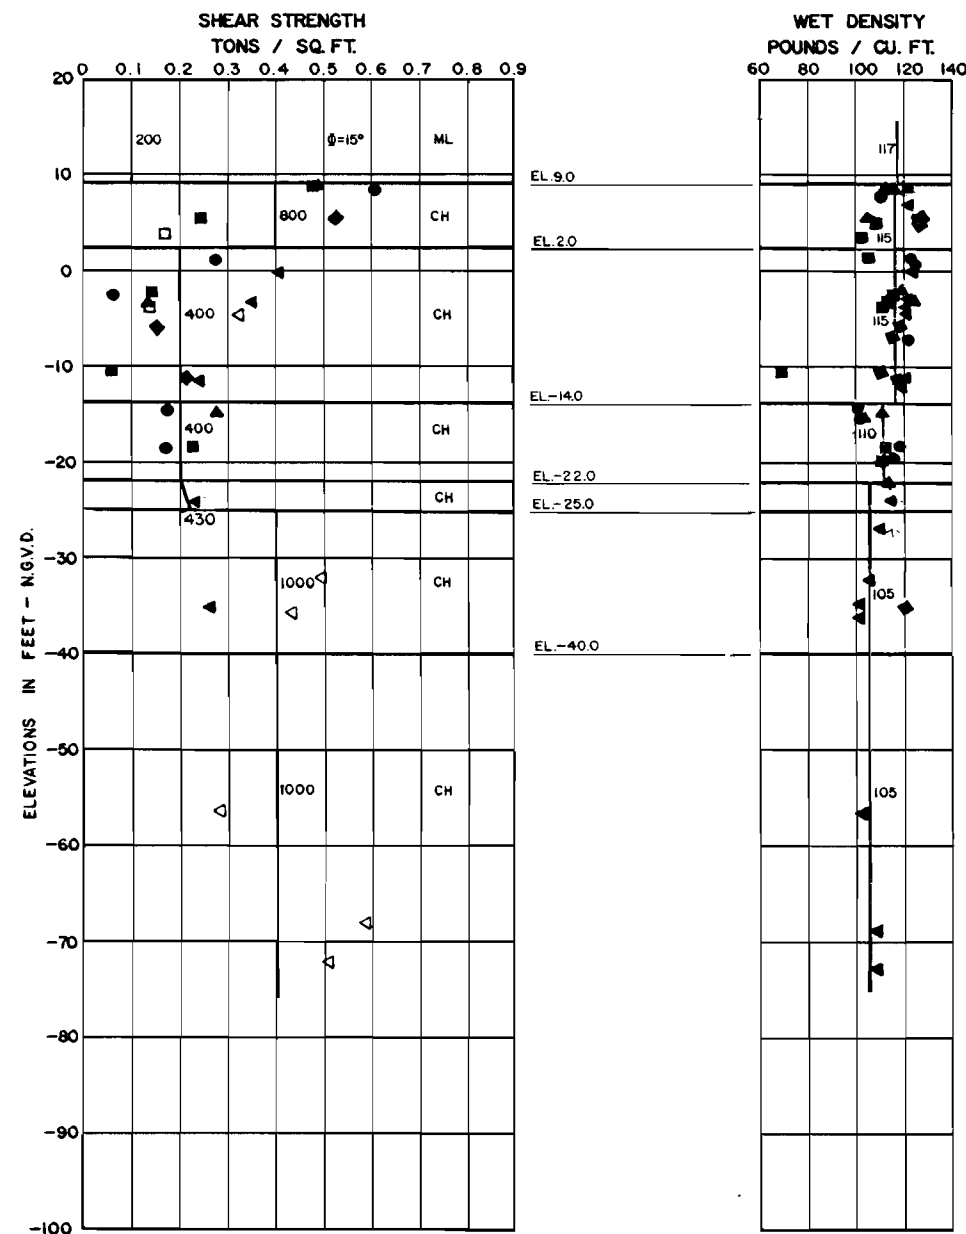 SHEAR STRENGTH
TONS / SQ. FT.
0 0.1 0.2 0.3 0.4 0.5 0.6 0.7 0.8 0.9
WET DENSITY
POUNDS / CU. FT.
60 80 100 120 140
ELEVATIONS IN FEET - N.G.V.D.
20
200 Φ=15° ML
117
10
EL.9.0
800 CH
115
EL.2.0
0
400 CH
115
-10
EL.-14.0
400 CH
110
-20
EL.-22.0
CH
EL.-25.0
430
-30
1000 CH
105
-40
EL.-40.0
-50
1000 CH
105
-60
-70
-80
-90
-100